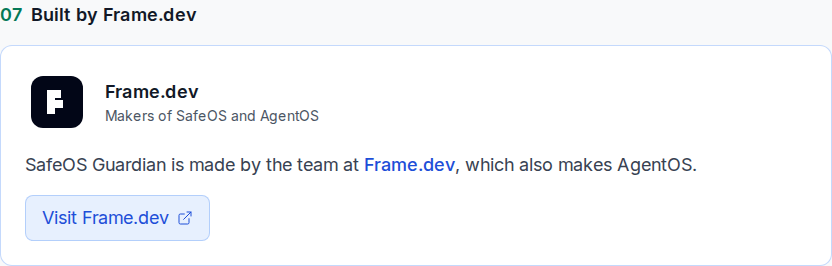 07 Built by Frame.dev
F
Frame.dev
Makers of SafeOS and AgentOS
SafeOS Guardian is made by the team at Frame.dev, which also makes AgentOS.
Visit Frame.dev